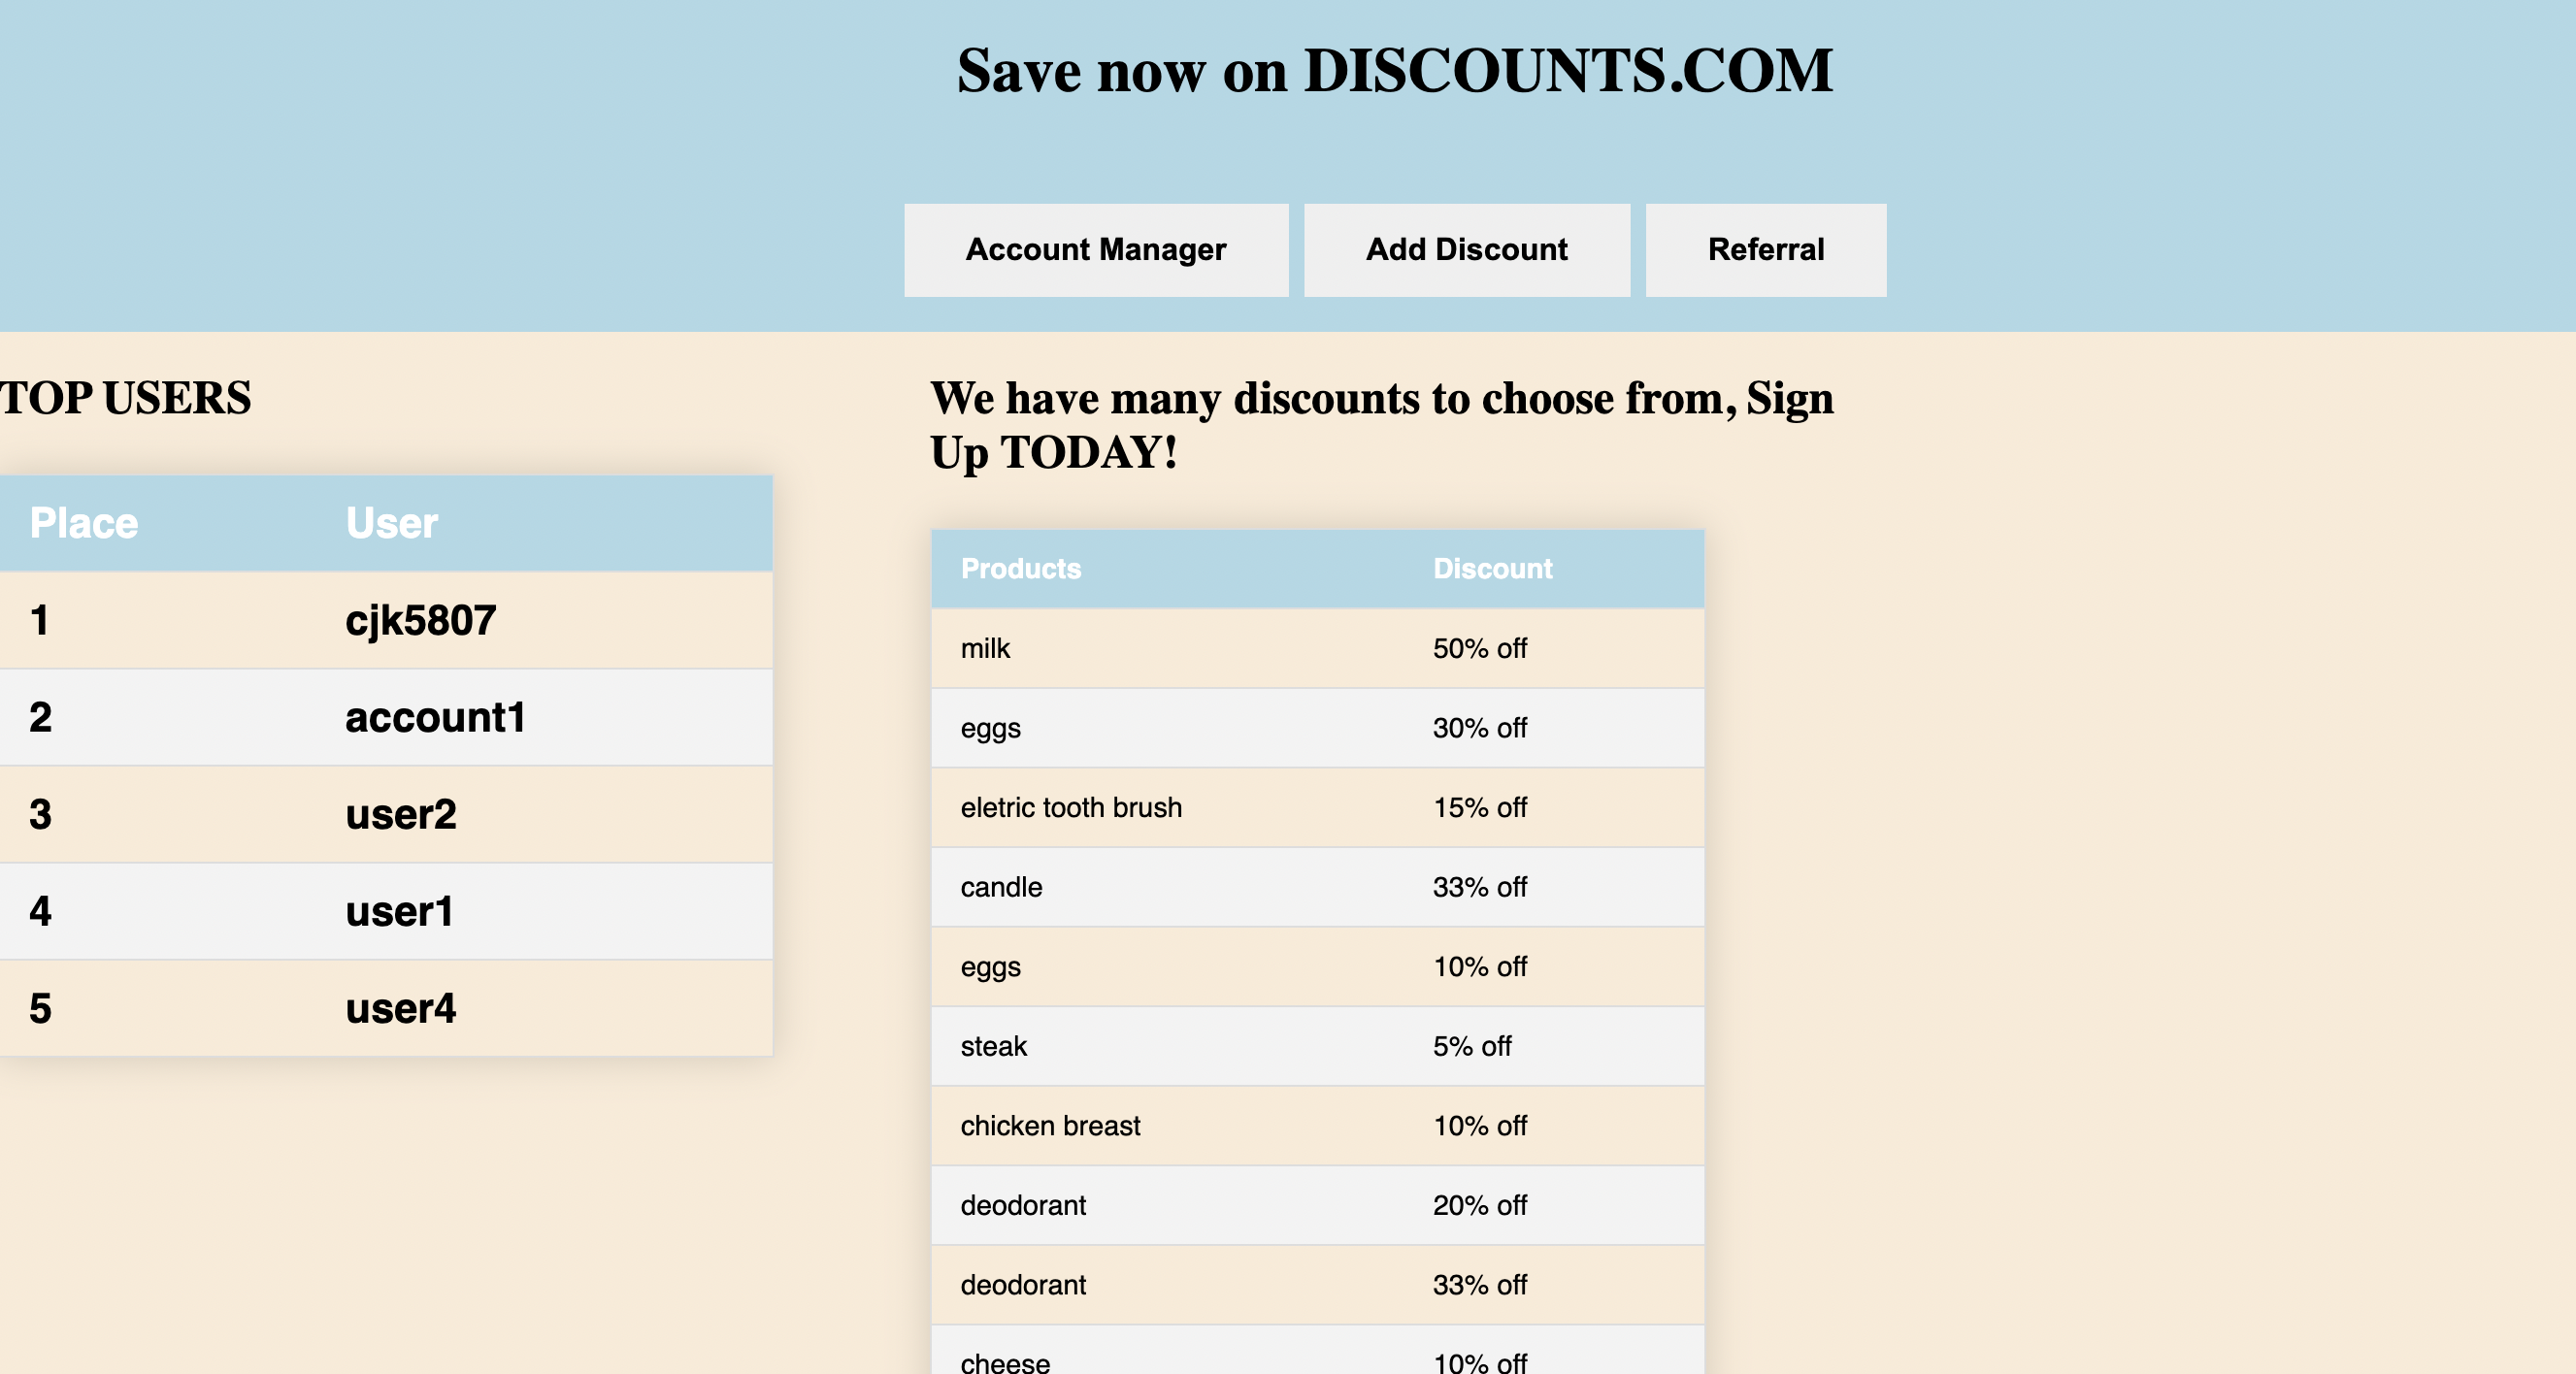 Save now on DISCOUNTS.COM
Account Manager Add Discount Referral
TOP USERS
Place User
1 cjk5807
2 account1
3 user2
4 user1
5 user4
We have many discounts to choose from, Sign
Up TODAY!
Products Discount
milk 50% off
eggs 30% off
eletric tooth brush 15% off
candle 33% off
eggs 10% off
steak 5% off
chicken breast 10% off
deodorant 20% off
deodorant 33% off
cheese 10% off